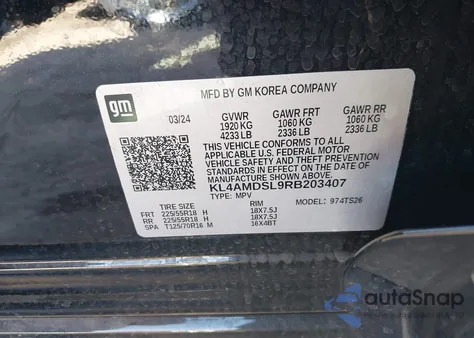 MFD BY GM KOREA COMPANY
gm
03/24 GVWR GAWR FRT GAWR RR
1920 KG 1060 KG 1060 KG
4233 LB 2336 LB 2336 LB
THIS VEHICLE CONFORMS TO ALL
APPLICABLE U.S. FEDERAL MOTOR
VEHICLE SAFETY AND THEFT PREVENTION
STANDARDS IN EFFECT ON THE DATE OF
MANUFACTURE SHOWN ABOVE.
KL4AMDSL9RB203407
TYPE: MPV MODEL: 974TS26
TIRE SIZE RIM
FRT 225/55R18 H 18X7.5J
RR 225/55R18 H 18X7.5J
SPA T125/70R16 M 16X4BT
autoSnap